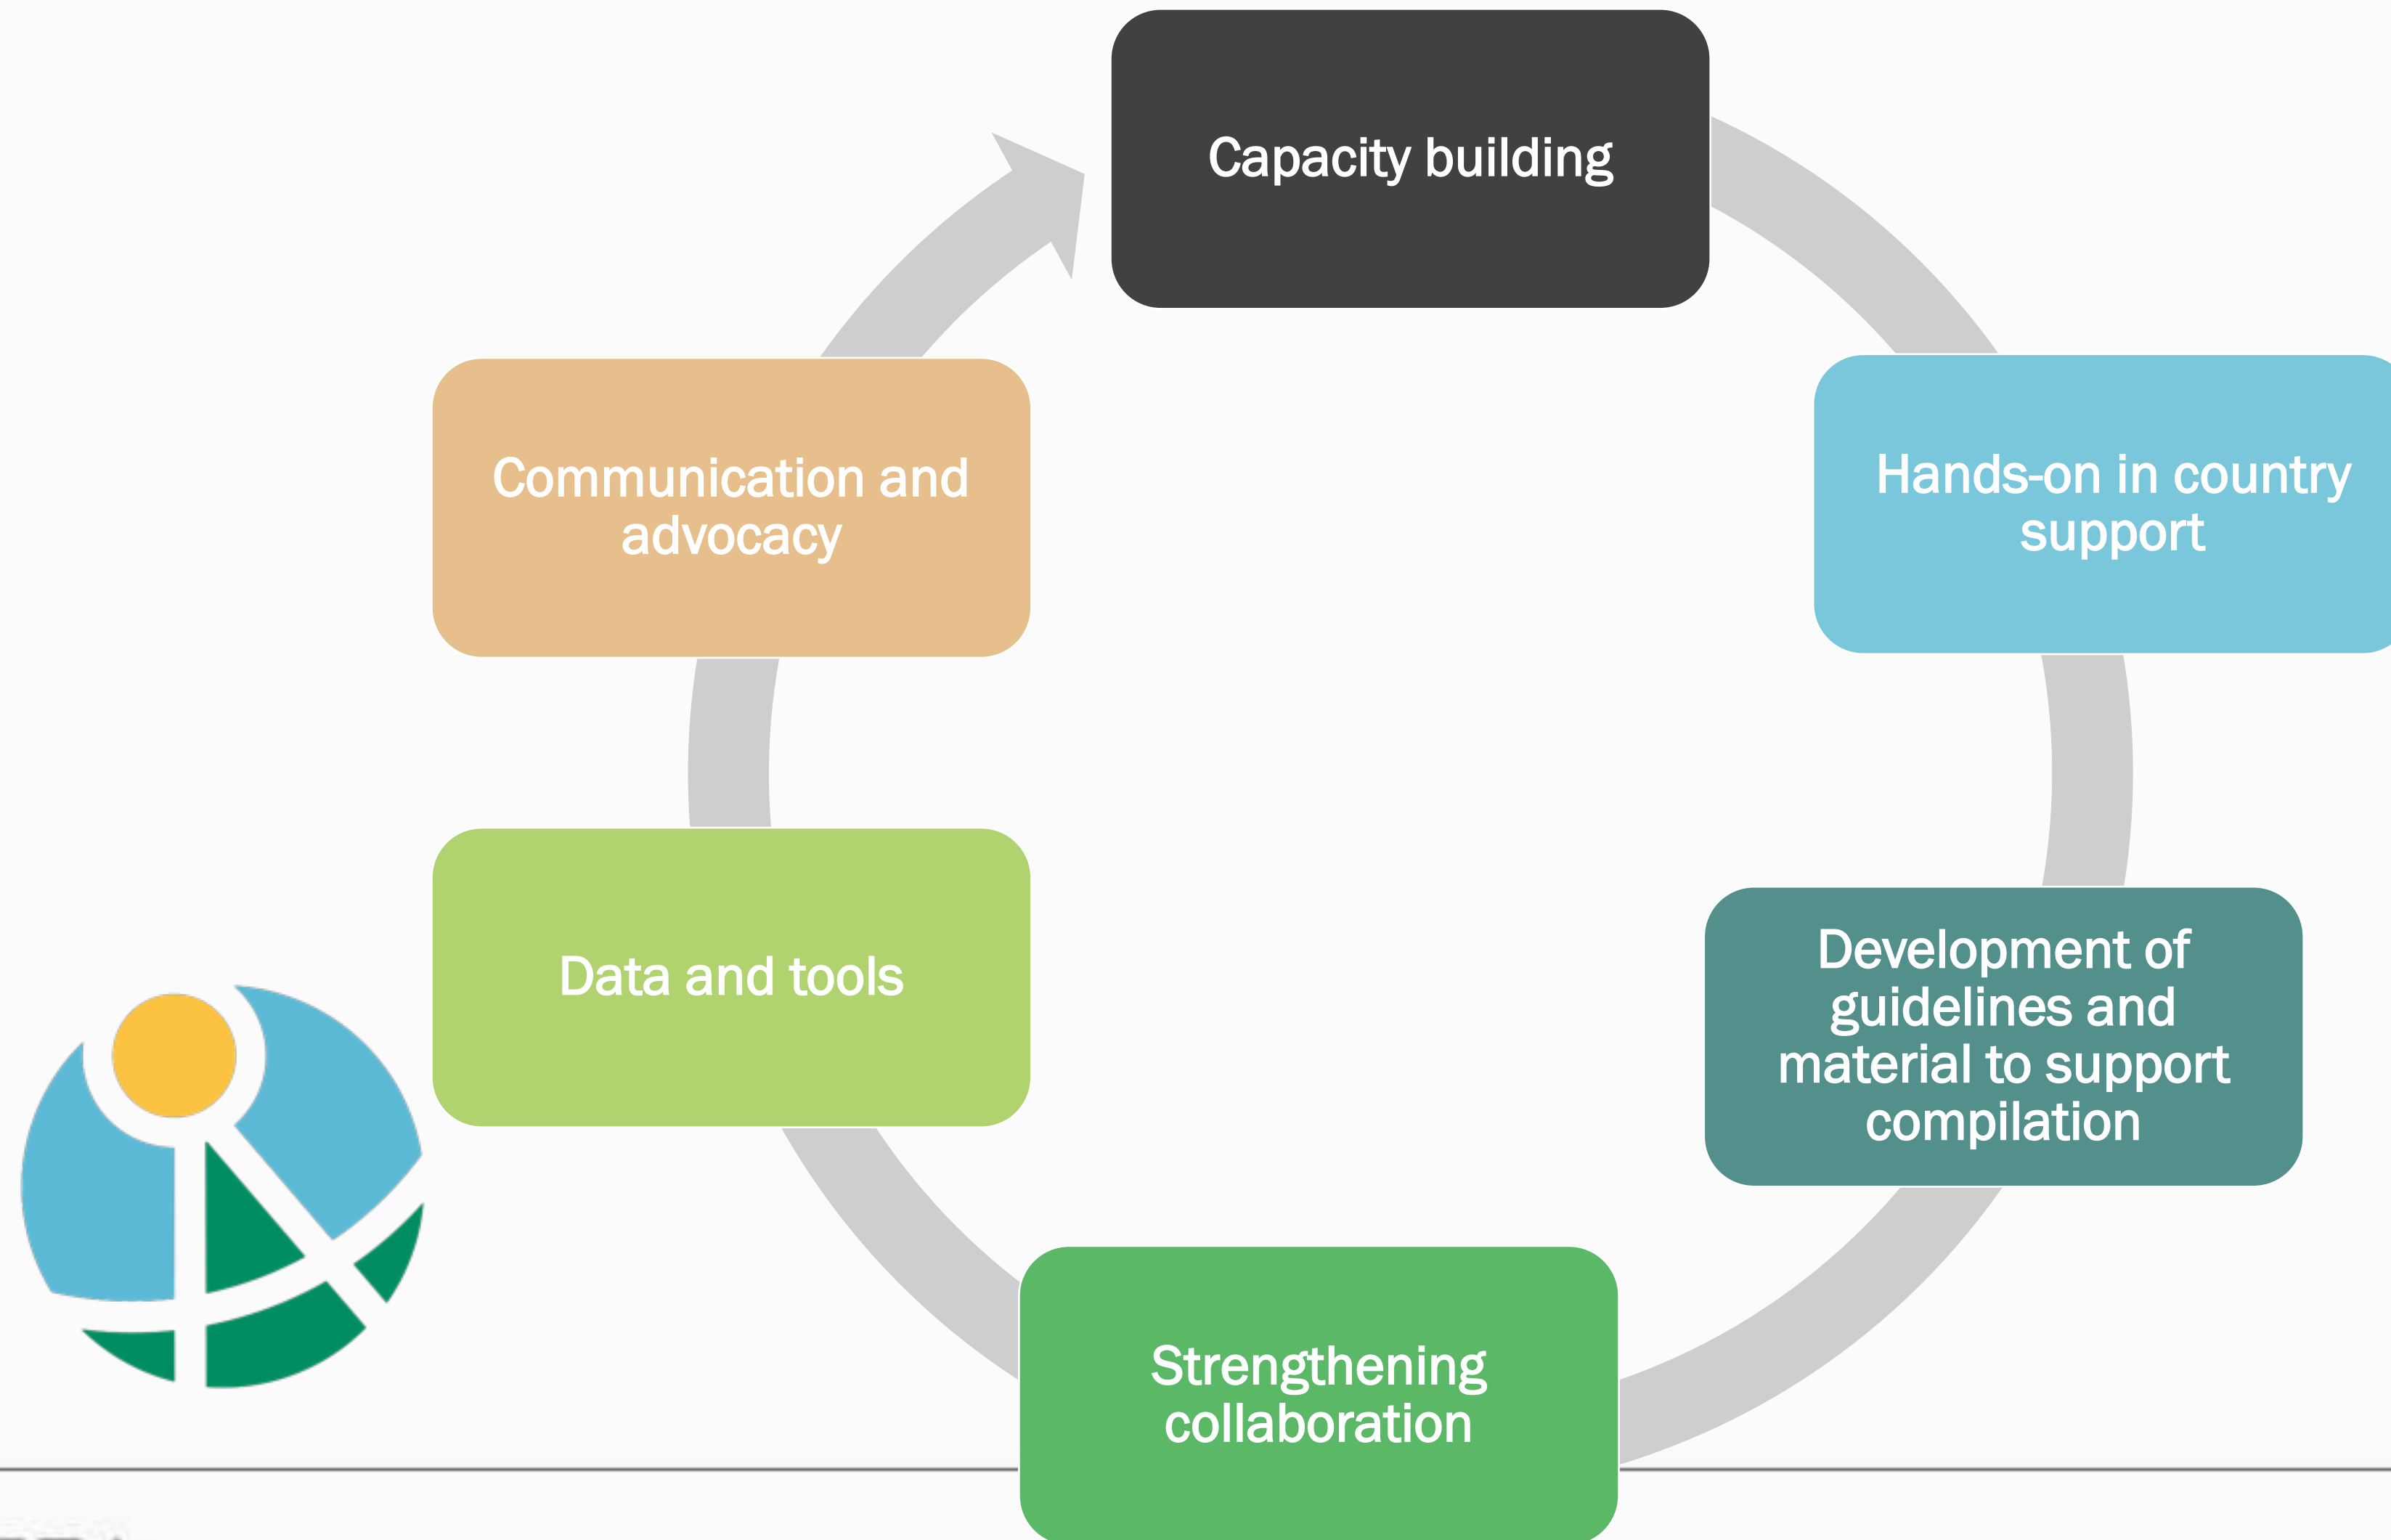 Capacity building
Hands-on in country
support
Development of
guidelines and
material to support
compilation
Strengthening
collaboration
Data and tools
Communication and
advocacy